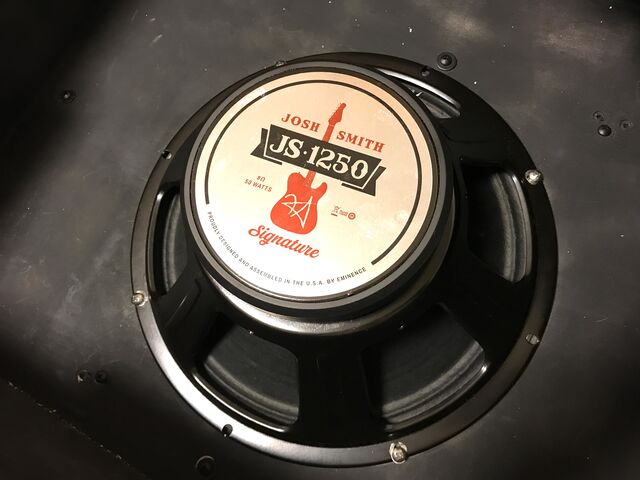 JOSH SMITH
JS·1250
8Ω
50 WATTS
Signature
PROUDLY DESIGNED AND ASSEMBLED IN THE U.S.A. BY EMINENCE